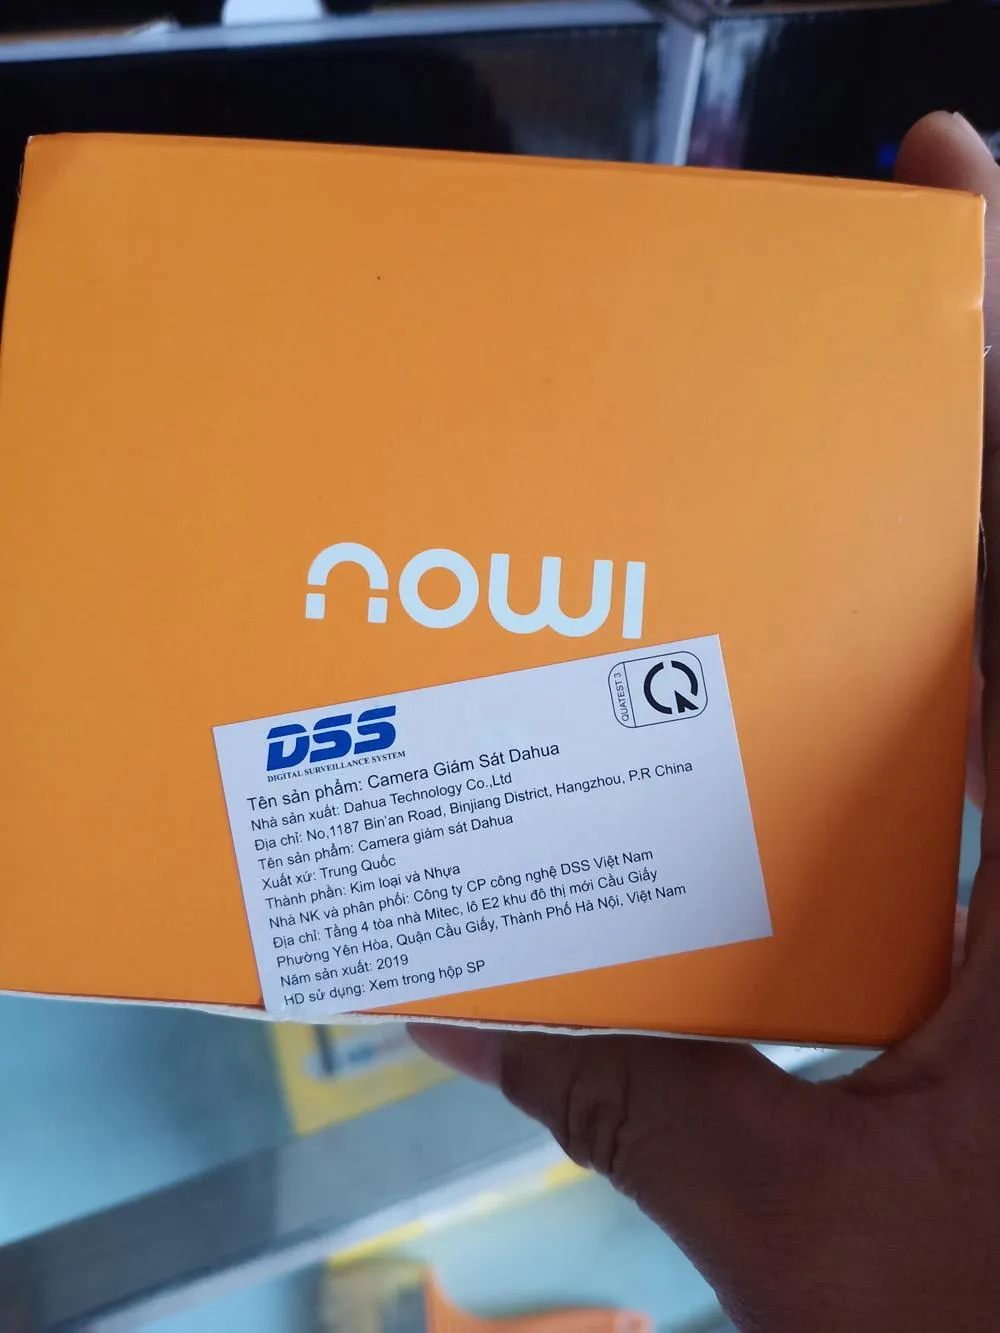 imou
DSS
DIGITAL SURVEILLANCE SYSTEM
QUATEST 3
Tên sản phẩm: Camera Giám Sát Dahua
Nhà sản xuất: Dahua Technology Co.,Ltd
Địa chỉ: No,1187 Bin'an Road, Binjiang District, Hangzhou, P.R China
Tên sản phẩm: Camera giám sát Dahua
Xuất xứ: Trung Quốc
Thành phần: Kim loại và Nhựa
Nhà NK và phân phối: Công ty CP công nghệ DSS Việt Nam
Địa chỉ: Tầng 4 tòa nhà Mitec, lô E2 khu đô thị mới Cầu Giấy
Phường Yên Hòa, Quận Cầu Giấy, Thành Phố Hà Nội, Việt Nam
Năm sản xuất: 2019
HD sử dụng: Xem trong hộp SP